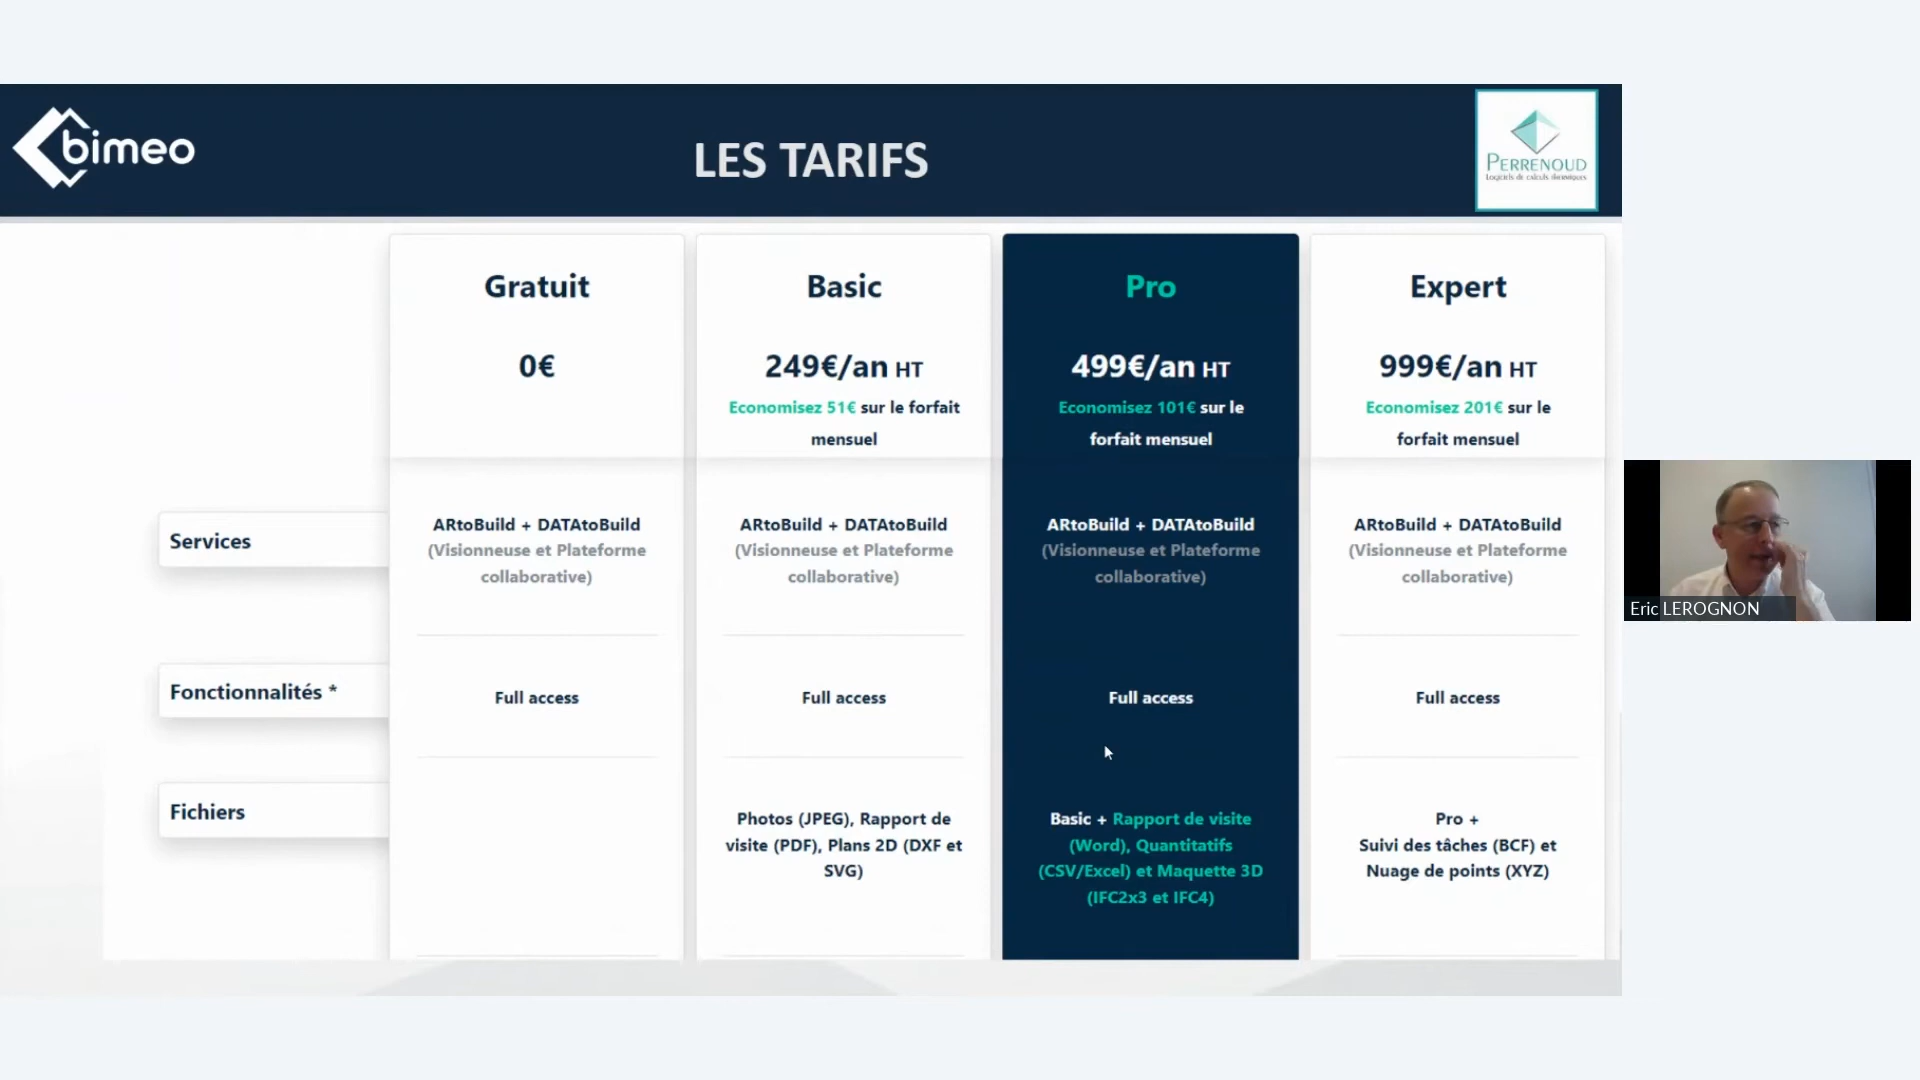 bimeo
LES TARIFS
PERRENOUD
Logiciels de calculs thermiques
Gratuit
0€
Basic
249€/an HT
Economisez 51€ sur le forfait
mensuel
Pro
499€/an HT
Economisez 101€ sur le
forfait mensuel
Expert
999€/an HT
Economisez 201€ sur le
forfait mensuel
Services
ARtoBuild + DATAtoBuild
(Visionneuse et Plateforme
collaborative)
ARtoBuild + DATAtoBuild
(Visionneuse et Plateforme
collaborative)
ARtoBuild + DATAtoBuild
(Visionneuse et Plateforme
collaborative)
ARtoBuild + DATAtoBuild
(Visionneuse et Plateforme
collaborative)
Fonctionnalités *
Full access
Full access
Full access
Full access
Fichiers
Photos (JPEG), Rapport de
visite (PDF), Plans 2D (DXF et
SVG)
Basic + Rapport de visite
(Word), Quantitatifs
(CSV/Excel) et Maquette 3D
(IFC2x3 et IFC4)
Pro +
Suivi des tâches (BCF) et
Nuage de points (XYZ)
Eric LEROGNON